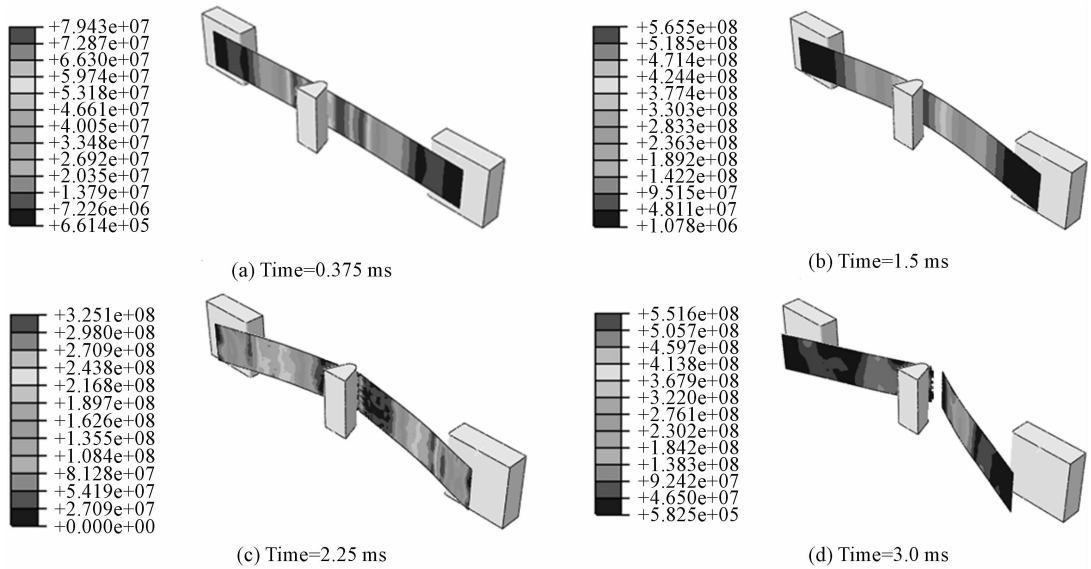 +7.943e+07
+7.287e+07
+6.630e+07
+5.974e+07
+5.318e+07
+4.661e+07
+4.005e+07
+3.348e+07
+2.692e+07
+2.035e+07
+1.379e+07
+7.226e+06
+6.614e+05
(a) Time=0.375 ms
+5.655e+08
+5.185e+08
+4.714e+08
+4.244e+08
+3.774e+08
+3.303e+08
+2.833e+08
+2.363e+08
+1.892e+08
+1.422e+08
+9.515e+07
+4.811e+07
+1.078e+06
(b) Time=1.5 ms
+3.251e+08
+2.980e+08
+2.709e+08
+2.438e+08
+2.168e+08
+1.897e+08
+1.626e+08
+1.355e+08
+1.084e+08
+8.128e+07
+5.419e+07
+2.709e+07
+0.000e+00
(c) Time=2.25 ms
+5.516e+08
+5.057e+08
+4.597e+08
+4.138e+08
+3.679e+08
+3.220e+08
+2.761e+08
+2.302e+08
+1.842e+08
+1.383e+08
+9.242e+07
+4.650e+07
+5.825e+05
(d) Time=3.0 ms